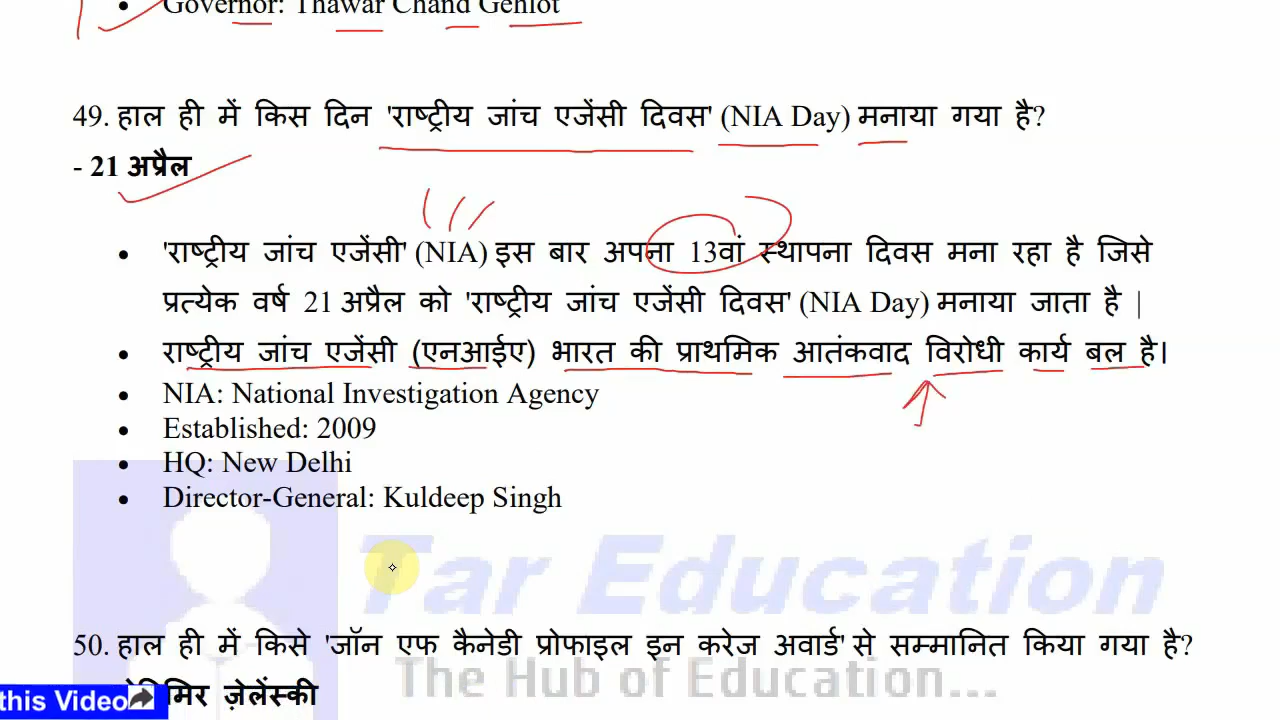 Governor: Thawar Chand Gehlot
49. हाल ही में किस दिन 'राष्ट्रीय जांच एजेंसी दिवस' (NIA Day) मनाया गया है?
- 21 अप्रैल
• 'राष्ट्रीय जांच एजेंसी' (NIA) इस बार अपना 13वां स्थापना दिवस मना रहा है जिसे
प्रत्येक वर्ष 21 अप्रैल को 'राष्ट्रीय जांच एजेंसी दिवस' (NIA Day) मनाया जाता है |
• राष्ट्रीय जांच एजेंसी (एनआईए) भारत की प्राथमिक आतंकवाद विरोधी कार्य बल है।
• NIA: National Investigation Agency
• Established: 2009
• HQ: New Delhi
• Director-General: Kuldeep Singh
Tar Education
50. हाल ही में किसे 'जॉन एफ कैनेडी प्रोफाइल इन करेज अवार्ड' से सम्मानित किया गया है?
The Hub of Education...
this Video
ज़ेलेंस्की